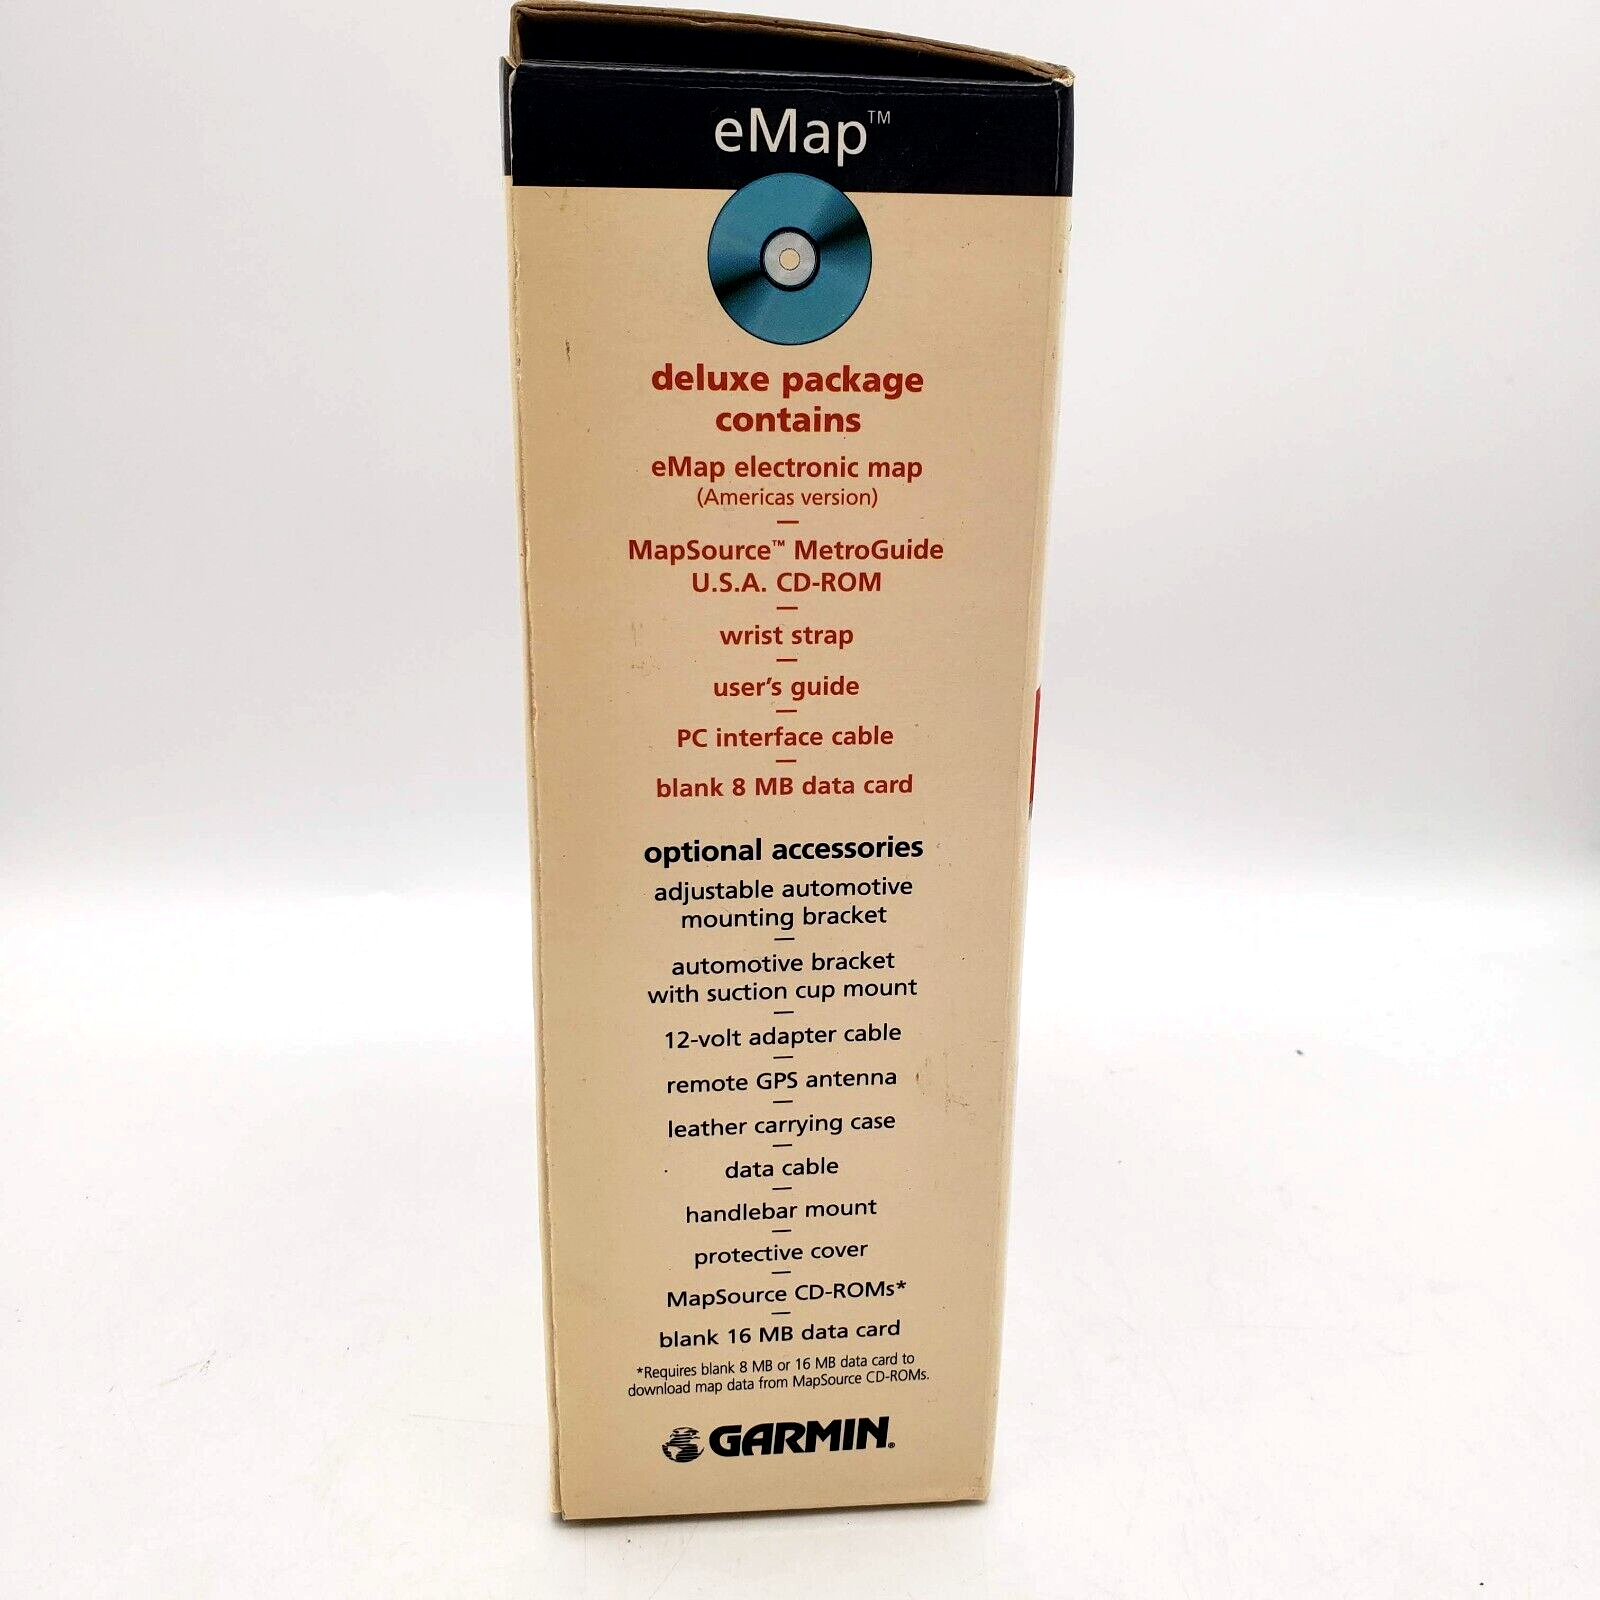 eMap™
deluxe package
contains
eMap electronic map
(Americas version)
—
MapSource™ MetroGuide
U.S.A. CD-ROM
—
wrist strap
—
user's guide
—
PC interface cable
—
blank 8 MB data card
optional accessories
adjustable automotive
mounting bracket
—
automotive bracket
with suction cup mount
—
12-volt adapter cable
—
remote GPS antenna
—
leather carrying case
—
data cable
—
handlebar mount
—
protective cover
—
MapSource CD-ROMs*
—
blank 16 MB data card
*Requires blank 8 MB or 16 MB data card to
download map data from MapSource CD-ROMs.
GARMIN®